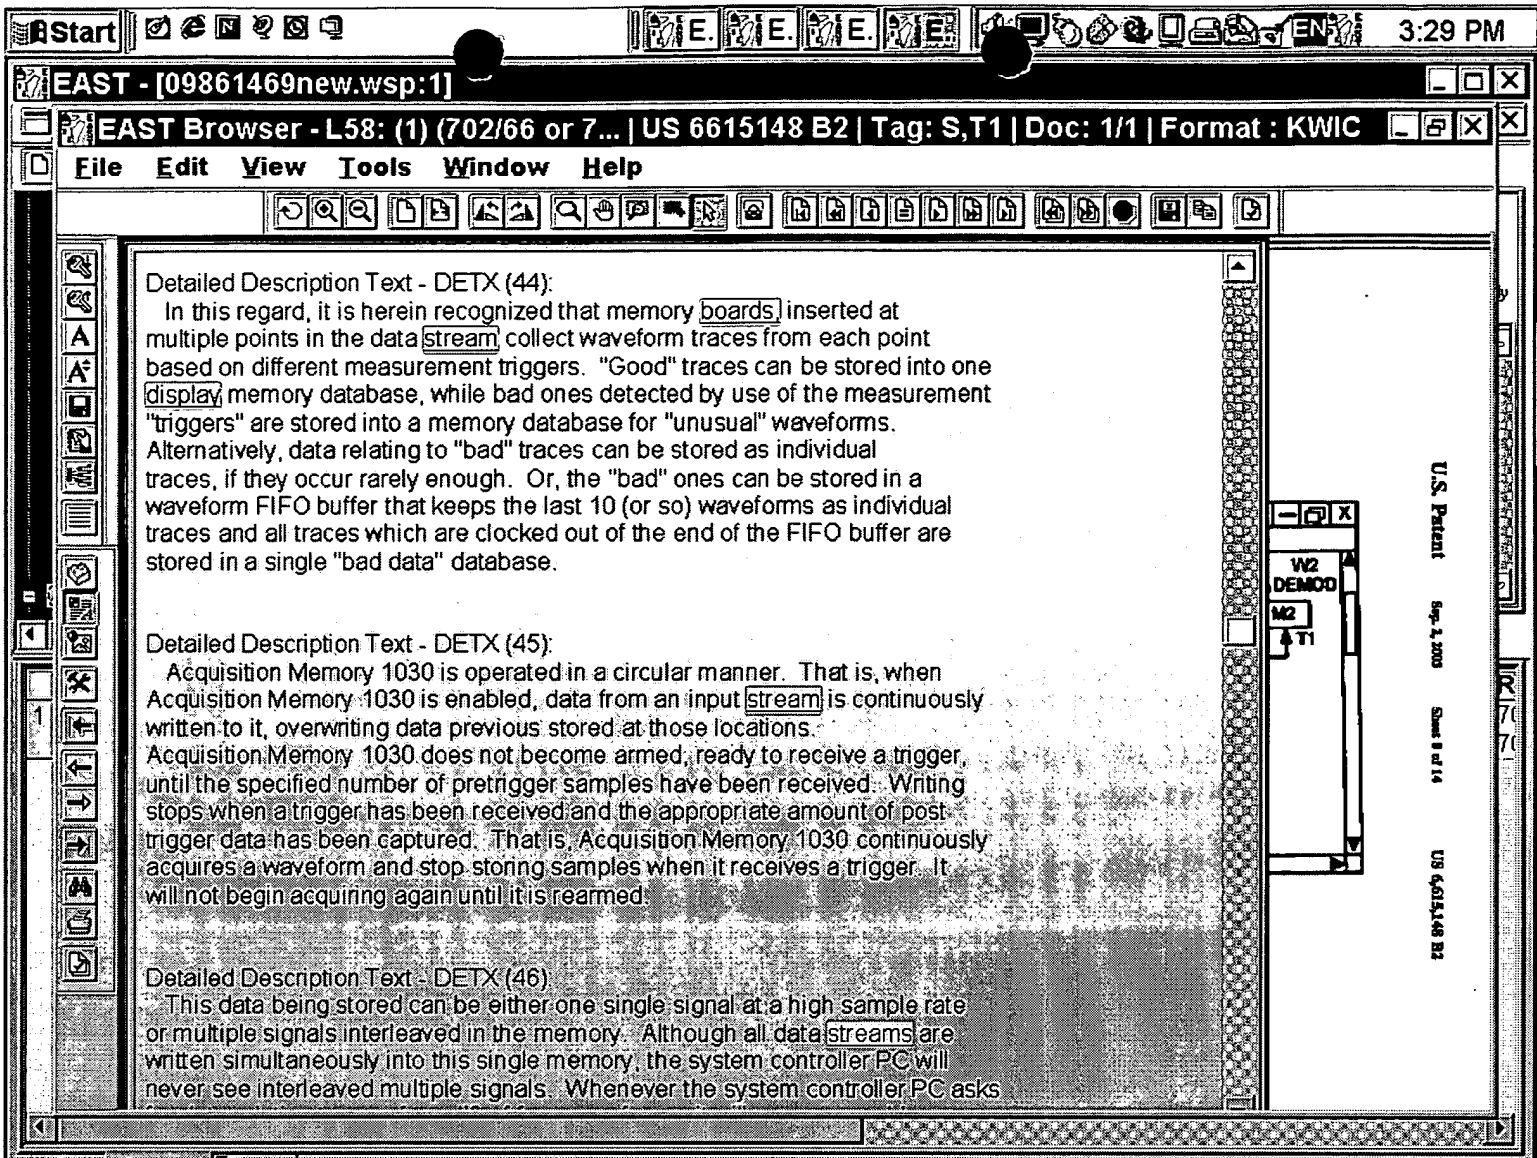 Start
E.
E.
E.
E.
EN
3:29 PM
EAST - [09861469new.wsp:1]
EAST Browser - L58: (1) (702/66 or 7... | US 6615148 B2 | Tag: S,T1 | Doc: 1/1 | Format : KWIC
File Edit View Tools Window Help
Detailed Description Text - DETX (44):
In this regard, it is herein recognized that memory boards, inserted at
multiple points in the data stream, collect waveform traces from each point
based on different measurement triggers. "Good" traces can be stored into one
display memory database, while bad ones detected by use of the measurement
"triggers" are stored into a memory database for "unusual" waveforms.
Alternatively, data relating to "bad" traces can be stored as individual
traces, if they occur rarely enough. Or, the "bad" ones can be stored in a
waveform FIFO buffer that keeps the last 10 (or so) waveforms as individual
traces and all traces which are clocked out of the end of the FIFO buffer are
stored in a single "bad data" database.
Detailed Description Text - DETX (45):
Acquisition Memory 1030 is operated in a circular manner. That is, when
Acquisition Memory 1030 is enabled, data from an input stream is continuously
written to it, overwriting data previous stored at those locations.
Acquisition Memory 1030 does not become armed, ready to receive a trigger,
until the specified number of pretrigger samples have been received. Writing
stops when a trigger has been received and the appropriate amount of post-
trigger data has been captured. That is, Acquisition Memory 1030 continuously
acquires a waveform and stop storing samples when it receives a trigger. It
will not begin acquiring again until it is rearmed.
Detailed Description Text - DETX (46):
This data being stored can be either one single signal at a high sample rate
or multiple signals interleaved in the memory. Although all data streams are
written simultaneously into this single memory, the system controller PC will
never see interleaved multiple signals. Whenever the system controller PC asks
W2
DEMOD
M2
T1
U.S. Patent Sep. 2, 2003 Sheet 8 of 14 US 6,615,148 B2
1
R
70
70